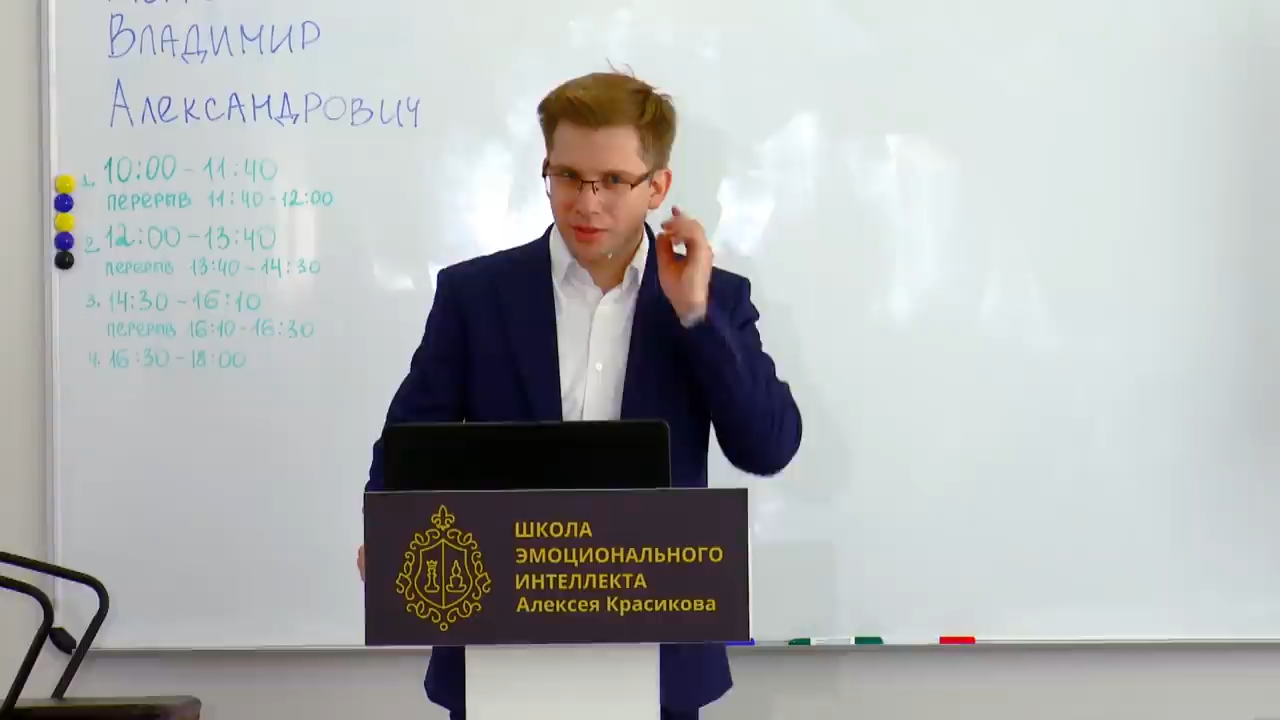 Владимир
Александрович
1. 10:00 - 11:40
перерыв 11:40 - 12:00
2. 12:00 - 13:40
перерыв 13:40 - 14:30
3. 14:30 - 16:10
перерыв 16:10 - 16:30
4. 16:30 - 18:00
ШКОЛА
ЭМОЦИОНАЛЬНОГО
ИНТЕЛЛЕКТА
Алексея Красикова